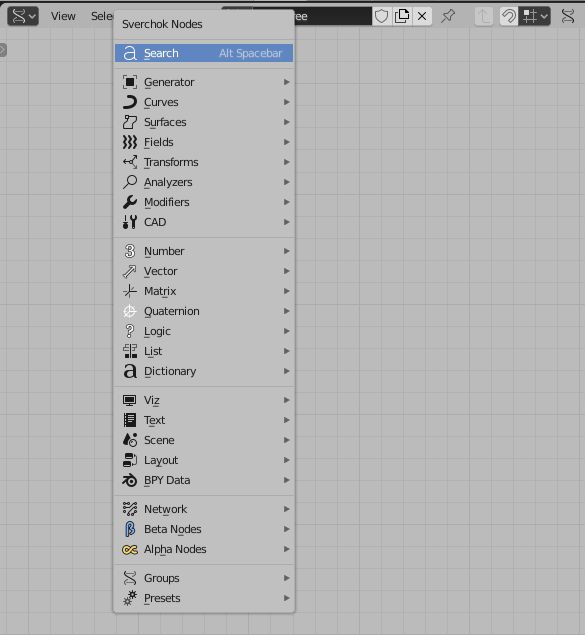 View Sele ree
Sverchok Nodes
Search Alt Spacebar
Generator
Curves
Surfaces
Fields
Transforms
Analyzers
Modifiers
CAD
Number
Vector
Matrix
Quaternion
Logic
List
Dictionary
Viz
Text
Scene
Layout
BPY Data
Network
Beta Nodes
Alpha Nodes
Groups
Presets